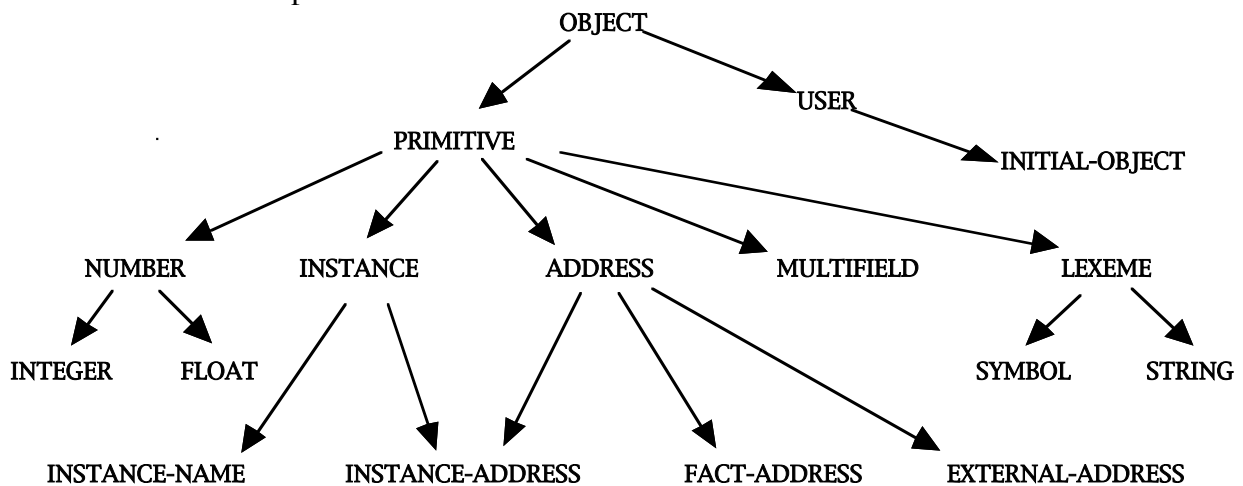 OBJECT
USER
PRIMITIVE
INITIAL-OBJECT
NUMBER INSTANCE ADDRESS MULTIFIELD LEXEME
INTEGER FLOAT SYMBOL STRING
INSTANCE-NAME INSTANCE-ADDRESS FACT-ADDRESS EXTERNAL-ADDRESS